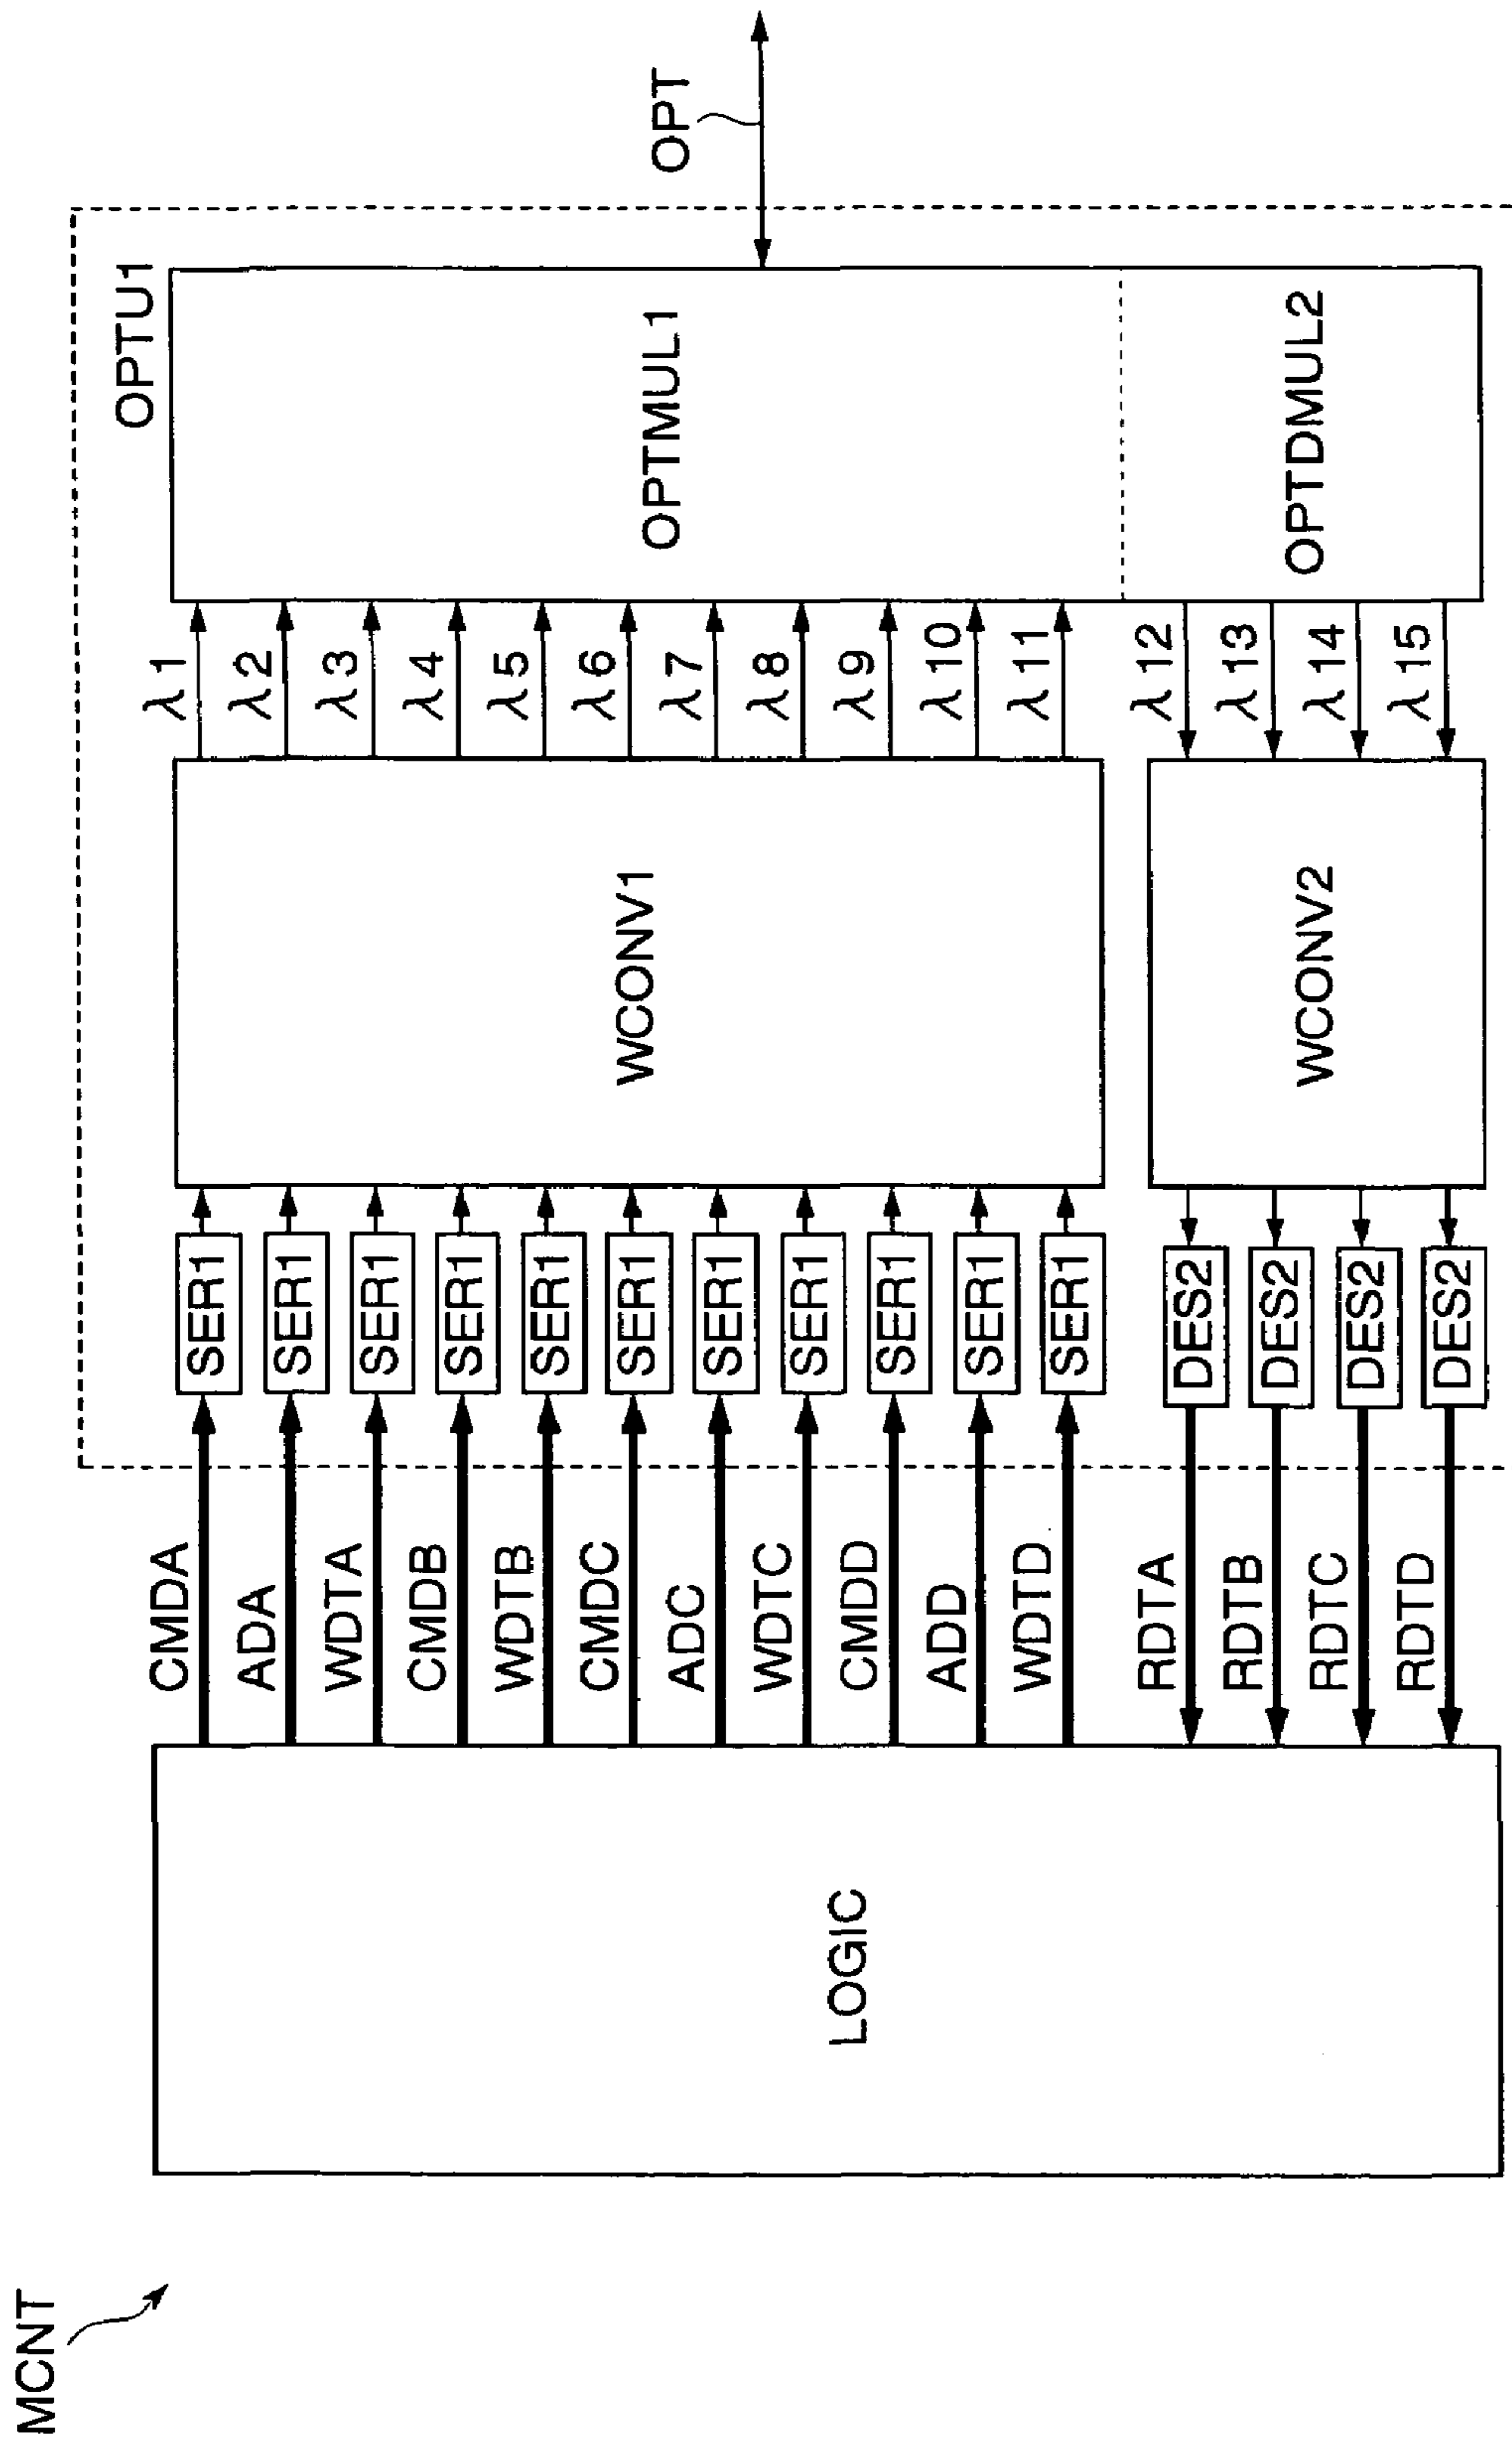 MCNT
LOGIC
CMDA
ADA
WDTA
CMDB
WDTB
CMDC
ADC
WDTC
CMDD
ADD
WDTD
RDTA
RDTB
RDTC
RDTD
SER1
SER1
SER1
SER1
SER1
SER1
SER1
SER1
SER1
SER1
SER1
DES2
DES2
DES2
DES2
WCONV1
WCONV2
λ1
λ2
λ3
λ4
λ5
λ6
λ7
λ8
λ9
λ10
λ11
λ12
λ13
λ14
λ15
OPTU1
OPTMUL1
OPTDMUL2
OPT